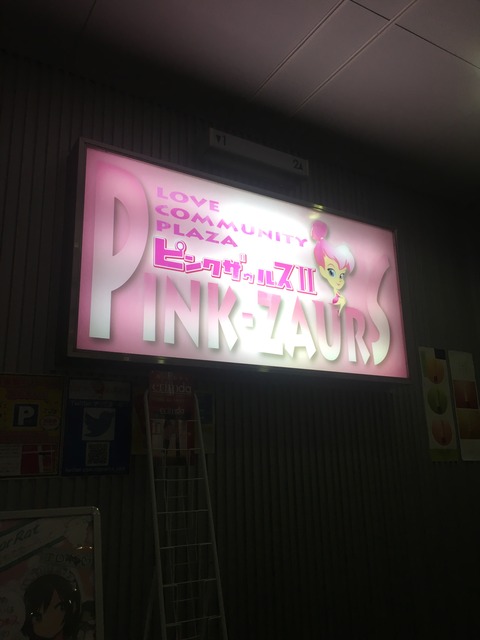 LOVE
COMMUNITY
PLAZA
ピンクザウルスII
PINK-ZAURS
P